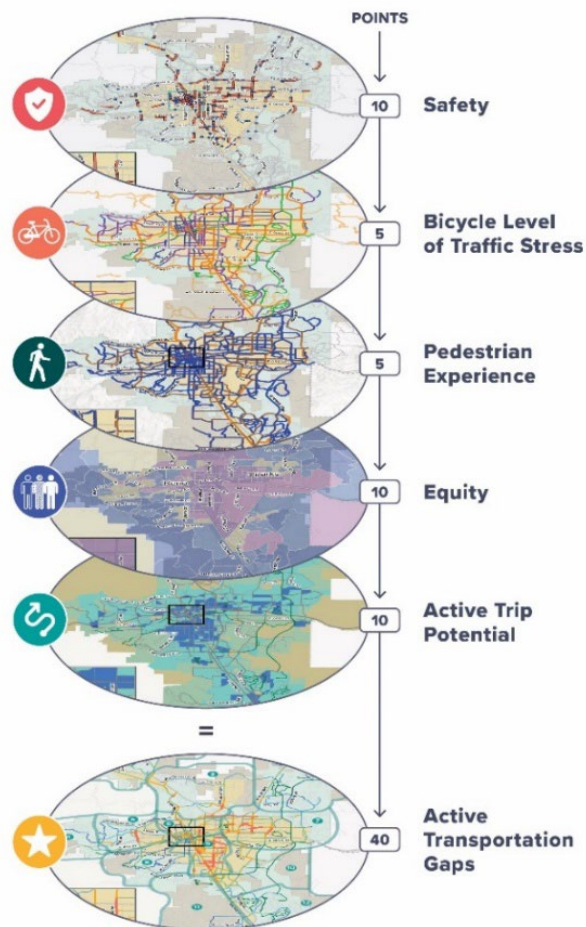 POINTS
10
Safety
5
Bicycle Level
of Traffic Stress
5
Pedestrian
Experience
10
Equity
10
Active Trip
Potential
=
40
Active
Transportation
Gaps